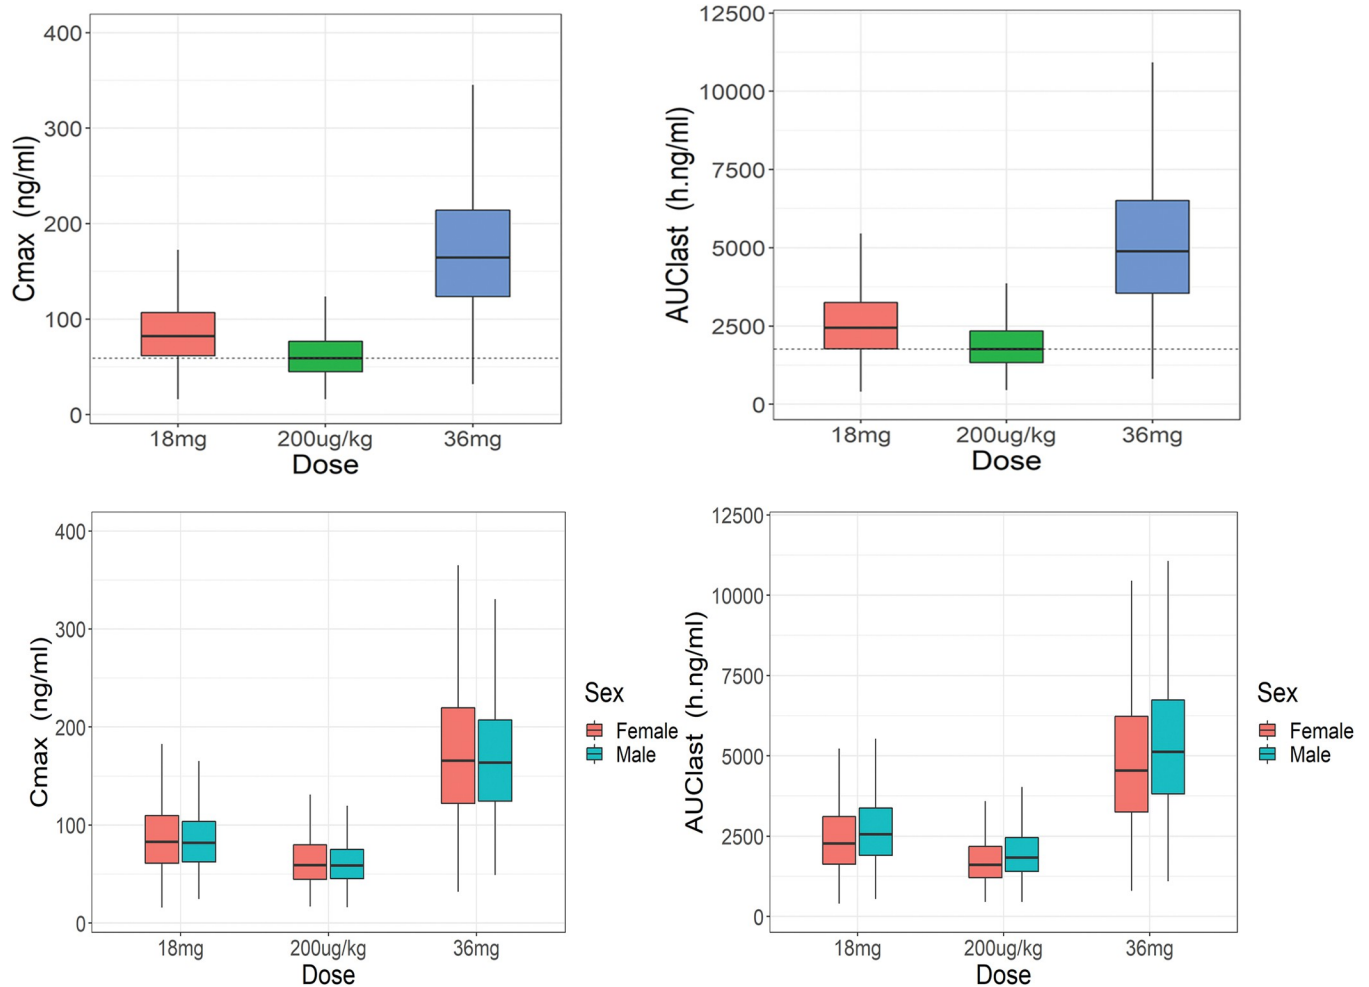 Cmax (ng/ml)
400
300
200
100
0
18mg 200ug/kg 36mg
Dose
AUClast (h.ng/ml)
12500
10000
7500
5000
2500
0
18mg 200ug/kg 36mg
Dose
Cmax (ng/ml)
400
300
200
100
0
18mg 200ug/kg 36mg
Dose
Sex
Female
Male
AUClast (h.ng/ml)
12500
10000
7500
5000
2500
0
18mg 200ug/kg 36mg
Dose
Sex
Female
Male